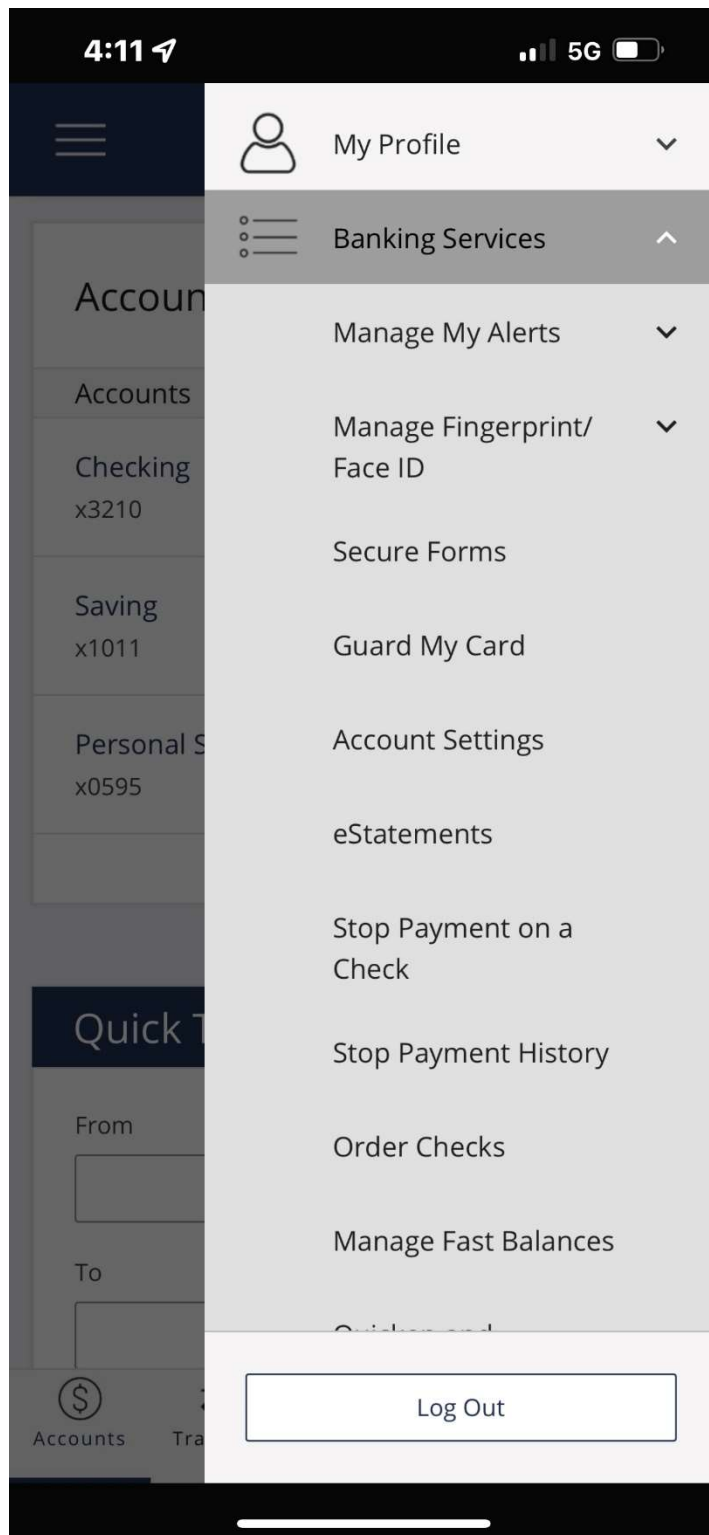 4:11
5G
My Profile
Banking Services
Manage My Alerts
Manage Fingerprint/
Face ID
Secure Forms
Guard My Card
Account Settings
eStatements
Stop Payment on a
Check
Stop Payment History
Order Checks
Manage Fast Balances
Log Out
Accoun
Accounts
Checking
x3210
Saving
x1011
Personal S
x0595
Quick T
From
To
Accounts
Tra